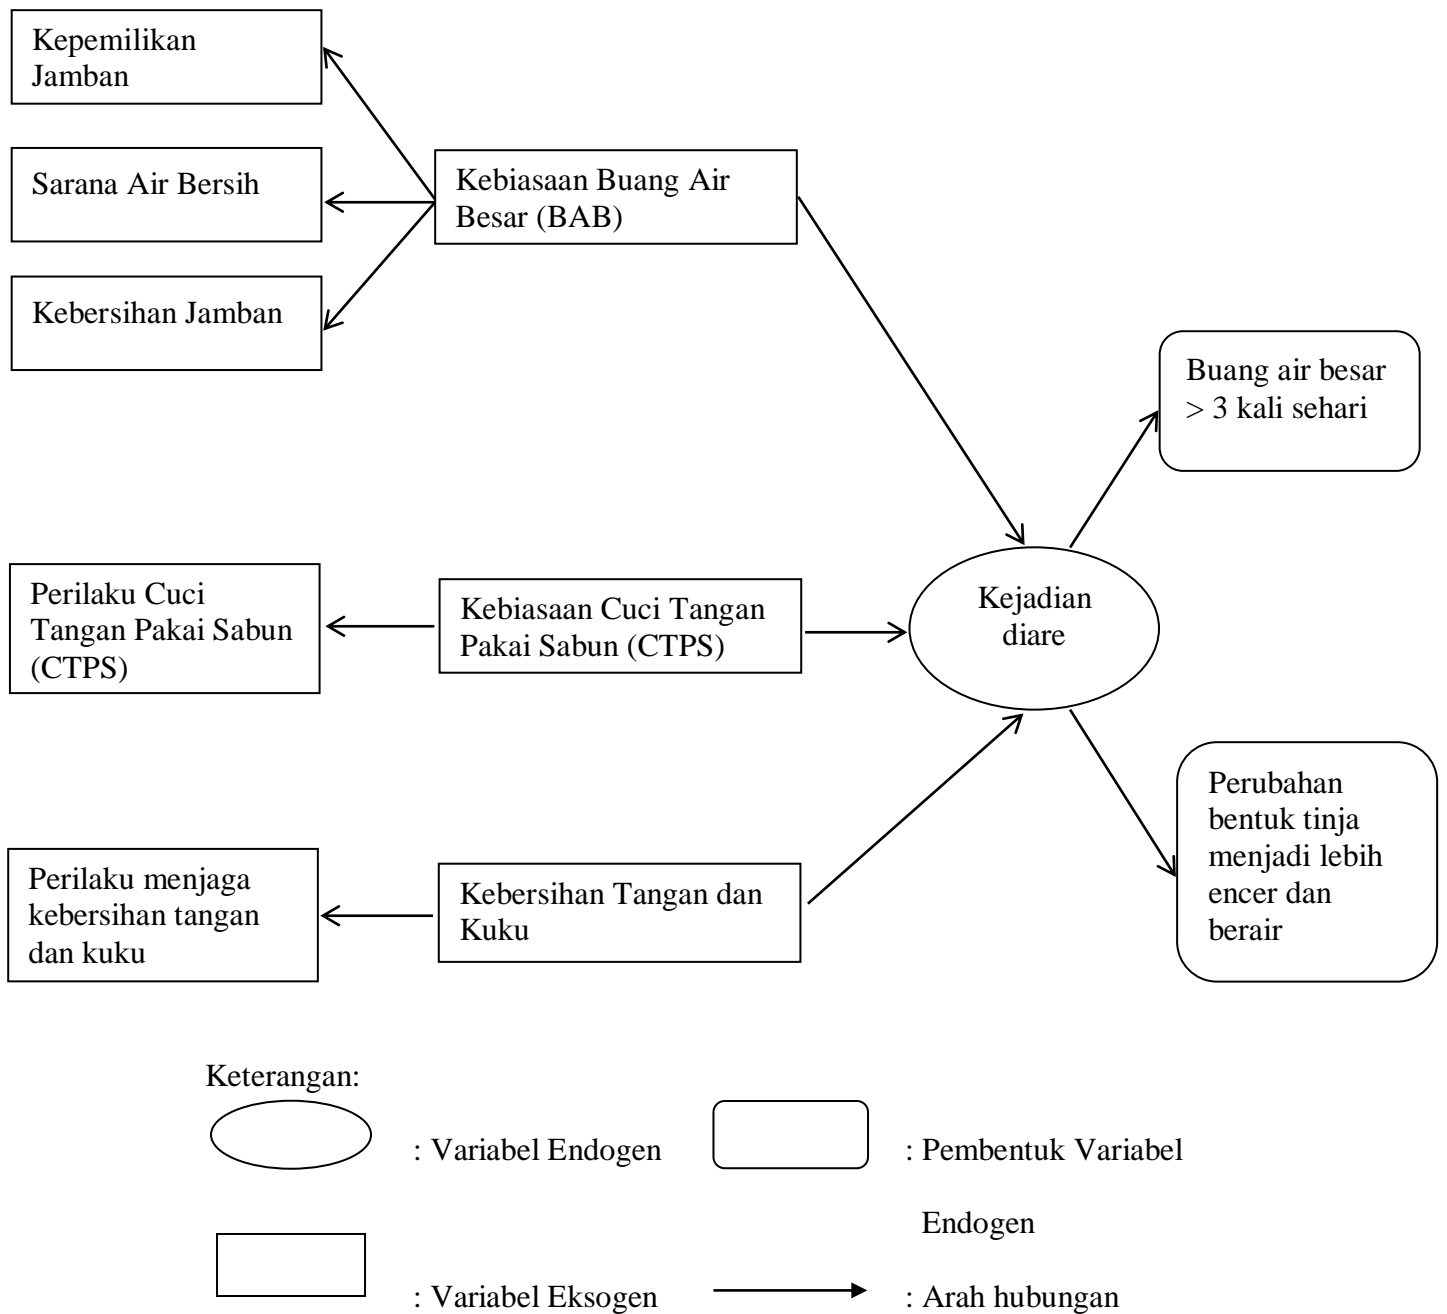 Kepemilikan
Jamban
Sarana Air Bersih
Kebersihan Jamban
Kebiasaan Buang Air
Besar (BAB)
Buang air besar
> 3 kali sehari
Perilaku Cuci
Tangan Pakai Sabun
(CTPS)
Kebiasaan Cuci Tangan
Pakai Sabun (CTPS)
Kejadian
diare
Perilaku menjaga
kebersihan tangan
dan kuku
Kebersihan Tangan dan
Kuku
Perubahan
bentuk tinja
menjadi lebih
encer dan
berair
Keterangan:
: Variabel Endogen
: Pembentuk Variabel
Endogen
: Variabel Eksogen
: Arah hubungan